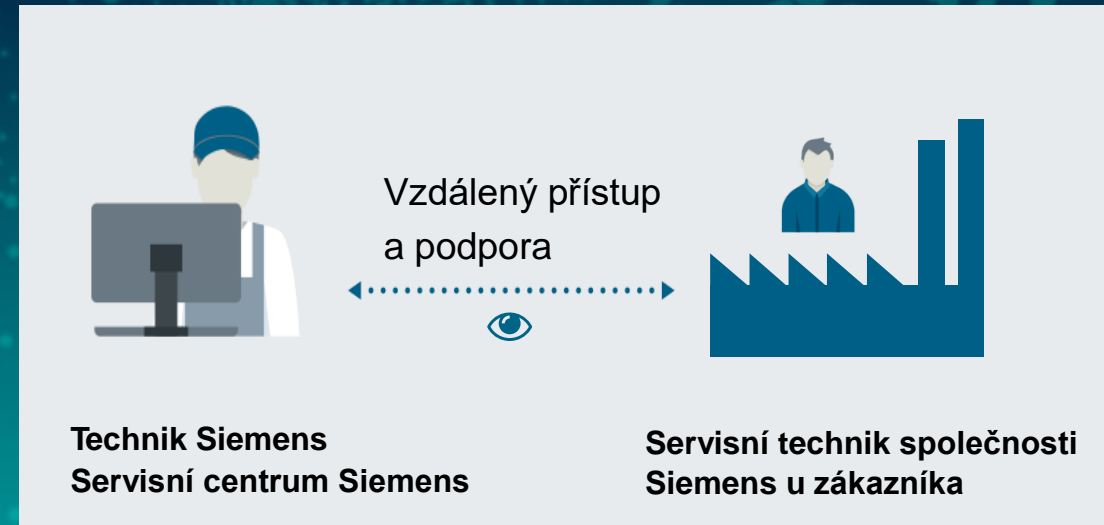 Vzdálený přístup
a podpora
Technik Siemens
Servisní centrum Siemens
Servisní technik společnosti
Siemens u zákazníka